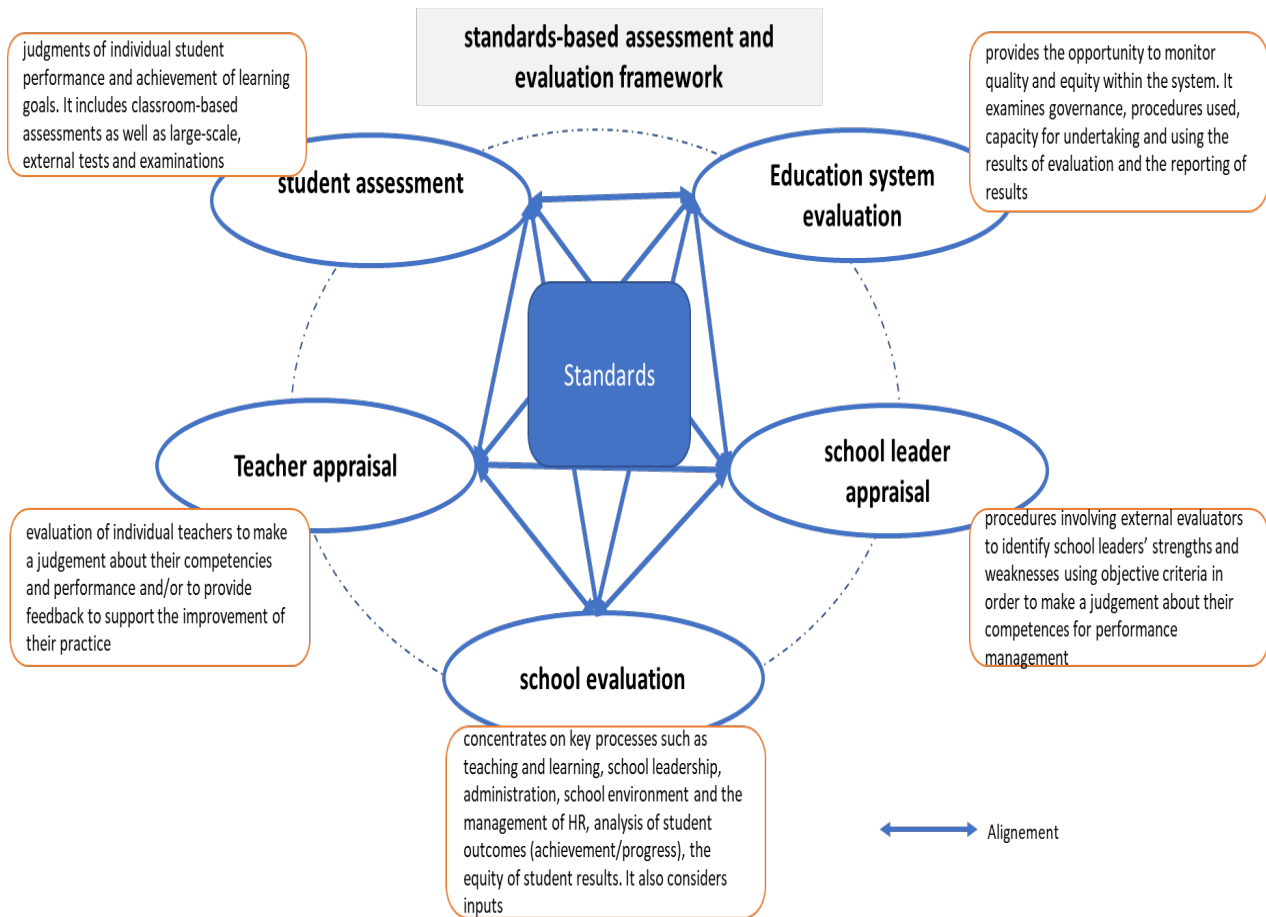 standards-based assessment and
evaluation framework
judgments of individual student
performance and achievement of learning
goals. It includes classroom-based
assessments as well as large-scale,
external tests and examinations
student assessment
provides the opportunity to monitor
quality and equity within the system. It
examines governance, procedures used,
capacity for undertaking and using the
results of evaluation and the reporting of
results
Education system
evaluation
Standards
Teacher appraisal
evaluation of individual teachers to make
a judgement about their competencies
and performance and/or to provide
feedback to support the improvement of
their practice
school leader
appraisal
procedures involving external evaluators
to identify school leaders’ strengths and
weaknesses using objective criteria in
order to make a judgement about their
competences for performance
management
school evaluation
concentrates on key processes such as
teaching and learning, school leadership,
administration, school environment and the
management of HR, analysis of student
outcomes (achievement/progress), the
equity of student results. It also considers
inputs
Alignement